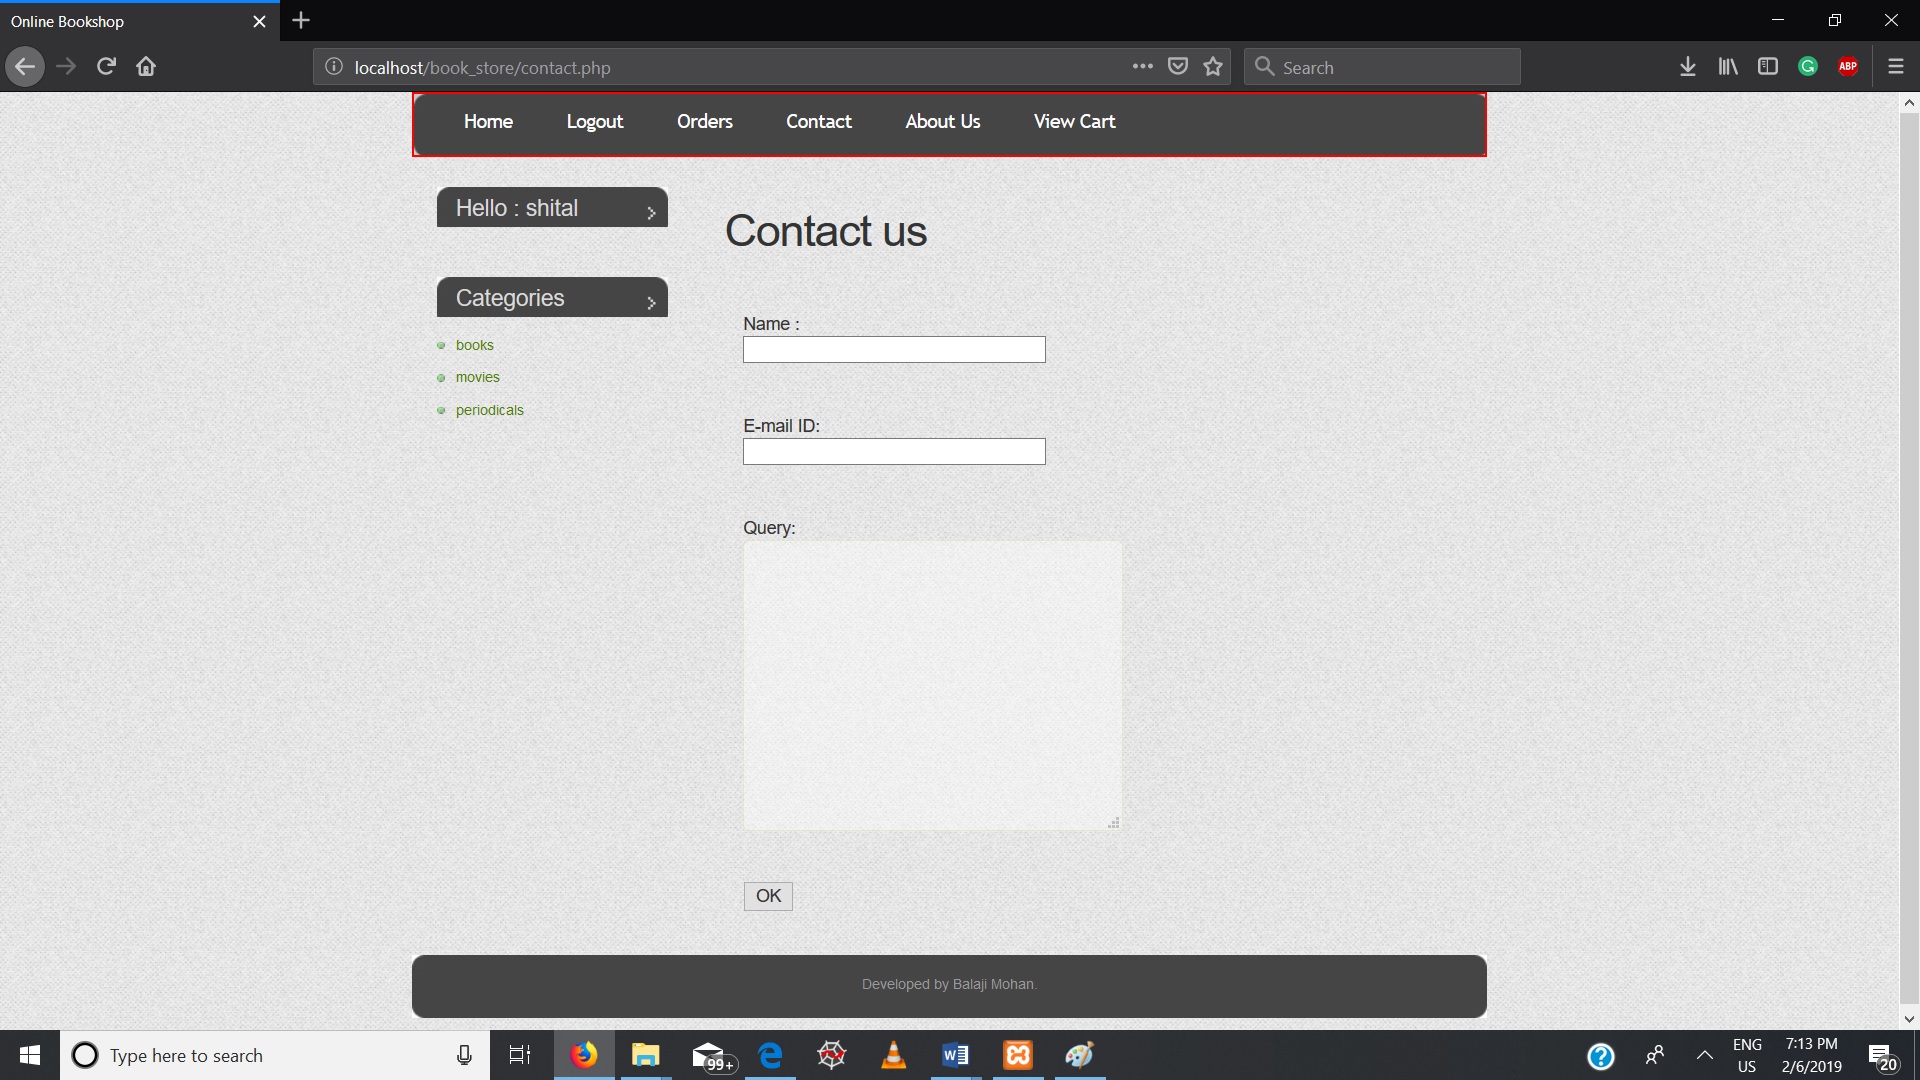 Online Bookshop
localhost/book_store/contact.php
Search
ABP
Home Logout Orders Contact About Us View Cart
Hello : shital
Contact us
Categories
books
movies
periodicals
Name :
E-mail ID:
Query:
OK
Developed by Balaji Mohan.
Type here to search
99+
ENG
US
7:13 PM
2/6/2019
20